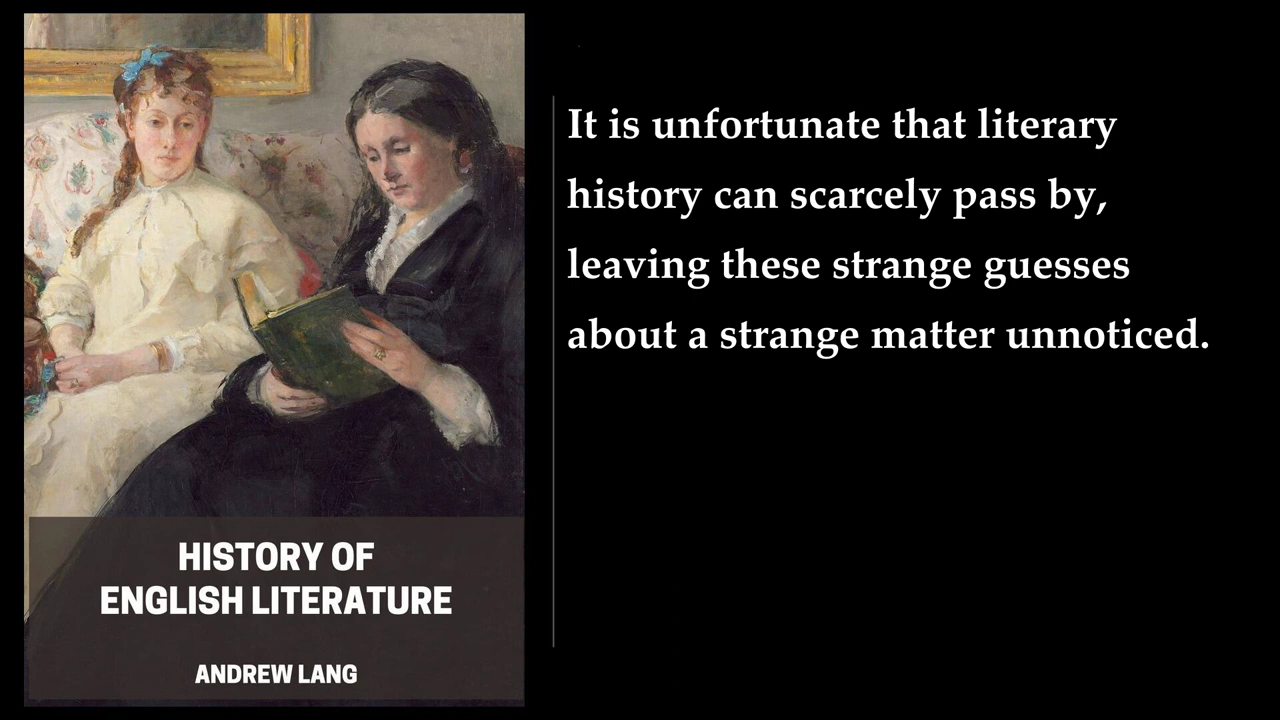 It is unfortunate that literary
history can scarcely pass by,
leaving these strange guesses
about a strange matter unnoticed.
HISTORY OF
ENGLISH LITERATURE
ANDREW LANG